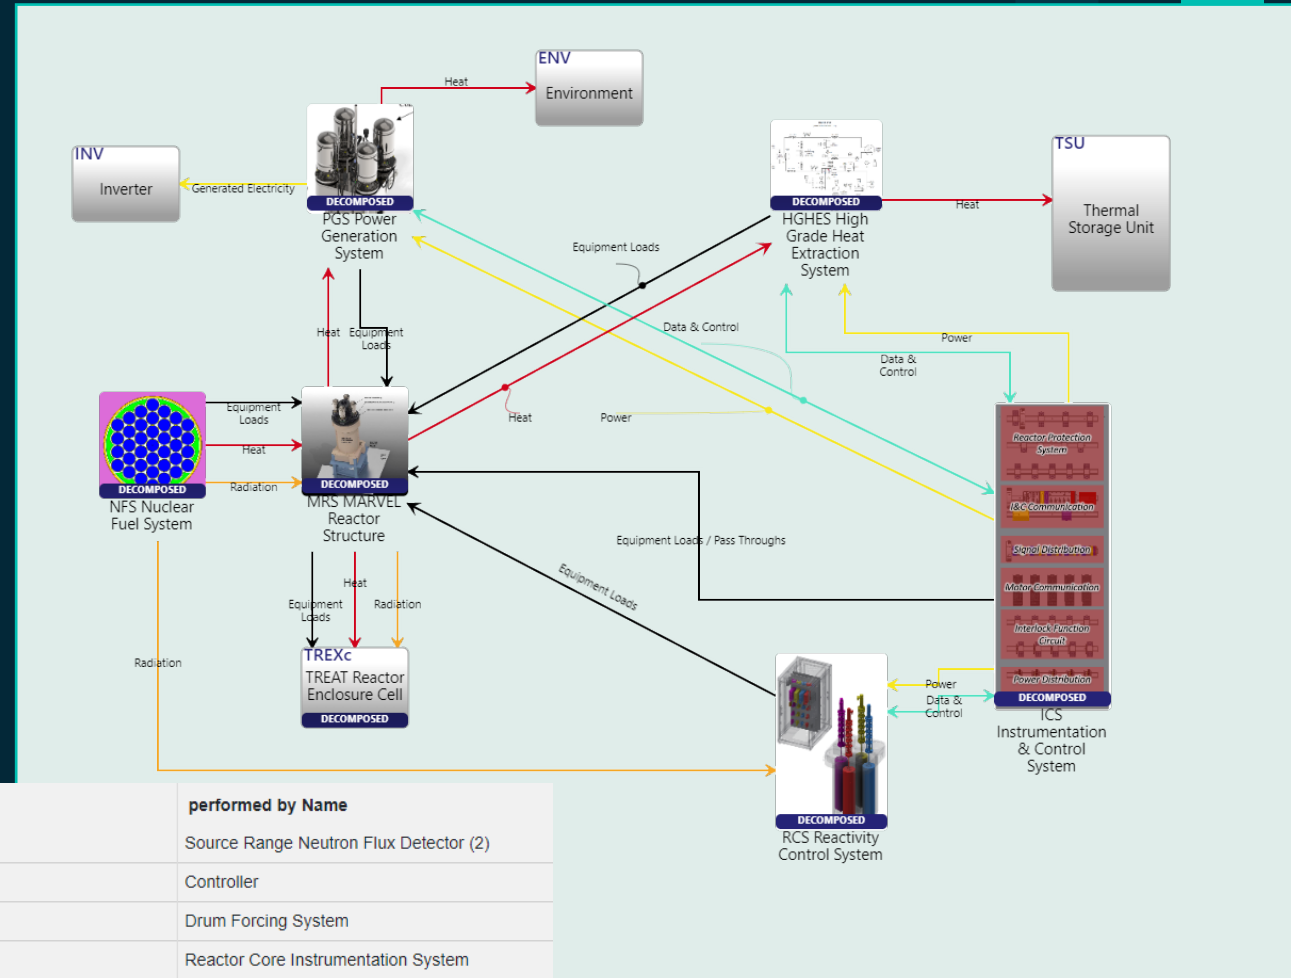 ENV
Environment
Heat
INV
Inverter
Generated Electricity
DECOMPOSED
PGS Power
Generation
System
DECOMPOSED
HGHES High
Grade Heat
Extraction
System
Heat
TSU
Thermal
Storage Unit
Equipment Loads
Heat
Equipment
Loads
Data & Control
Power
Data &
Control
Heat
Power
Equipment
Loads
Heat
Radiation
DECOMPOSED
NFS Nuclear
Fuel System
DECOMPOSED
MRS MARVEL
Reactor
Structure
Reactor Protection
System
I&C Communication
Signal Distribution
Motor Communication
Interlock Function
Circuit
Power Distribution
DECOMPOSED
ICS
Instrumentation
& Control
System
Equipment Loads / Pass Throughs
Equipment Loads
Heat
Equipment
Loads
Radiation
TREXc
TREAT Reactor
Enclosure Cell
DECOMPOSED
Radiation
Power
Data &
Control
DECOMPOSED
RCS Reactivity
Control System
performed by Name
Source Range Neutron Flux Detector (2)
Controller
Drum Forcing System
Reactor Core Instrumentation System